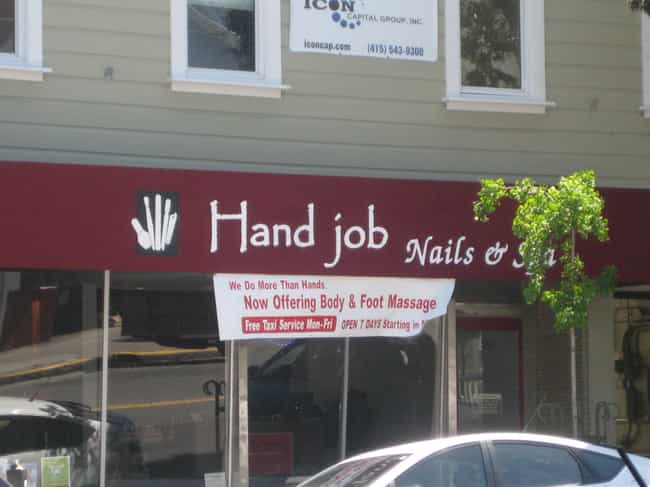 ICON
CAPITAL GROUP, INC.
iconcap.com (415) 543-9300
Hand job Nails & Spa
We Do More Than Hands
Now Offering Body & Foot Massage
Free Taxi Service Mon-Fri OPEN 7 DAYS Starting in